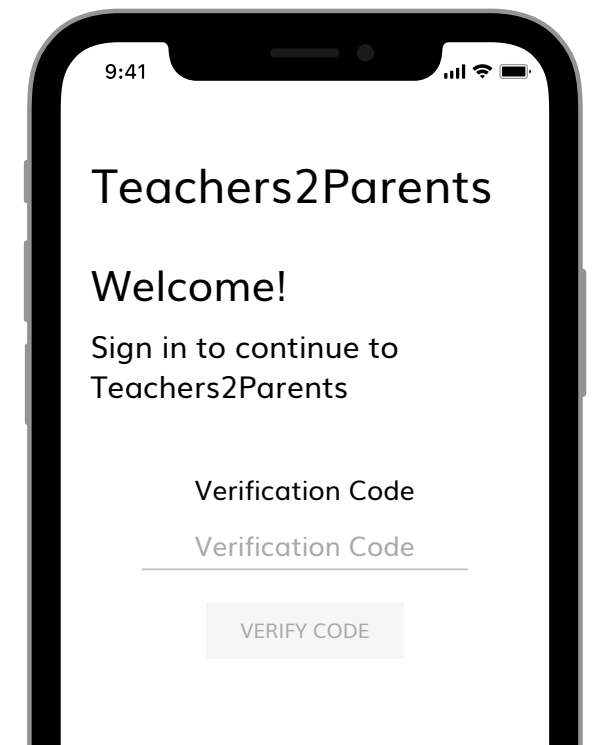 9:41
Teachers2Parents
Welcome!
Sign in to continue to
Teachers2Parents
Verification Code
Verification Code
VERIFY CODE